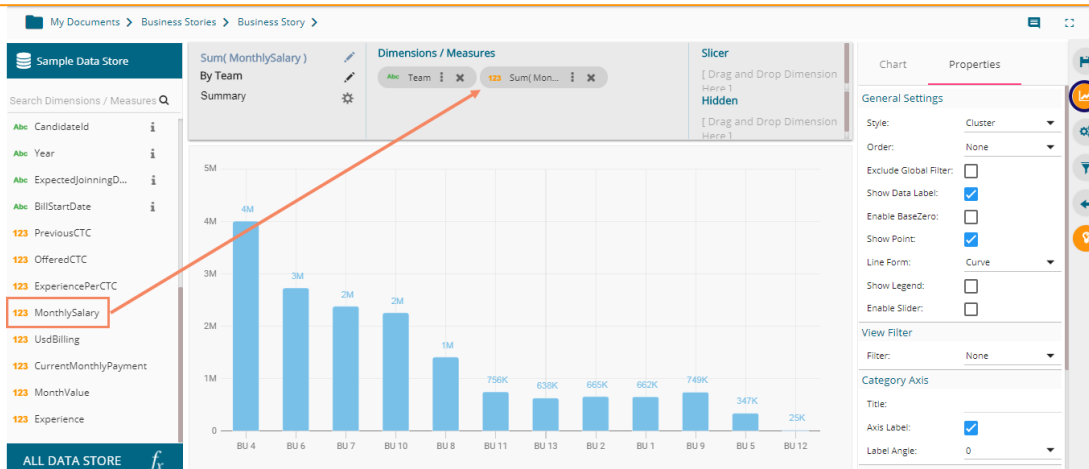 My Documents > Business Stories > Business Story >
Sample Data Store
Search Dimensions / Measures
Abc CandidateId i
Abc Year i
Abc ExpectedJoinningD... i
Abc BillStartDate i
123 PreviousCTC
123 OfferedCTC
123 ExperiencePerCTC
123 MonthlySalary
123 UsdBilling
123 CurrentMonthlyPayment
123 MonthValue
123 Experience
ALL DATA STORE fx
Sum( MonthlySalary )
By Team
Summary
Dimensions / Measures
Abc Team
123 Sum( Mon...
Slicer
[ Drag and Drop Dimension
Here ]
Hidden
[ Drag and Drop Dimension
Here ]
5M
4M
3M
2M
1M
0
4M
3M
2M
2M
1M
756K
638K
665K
662K
749K
347K
25K
BU 4
BU 6
BU 7
BU 10
BU 8
BU 11
BU 13
BU 2
BU 1
BU 9
BU 5
BU 12
Chart
Properties
General Settings
Style: Cluster
Order: None
Exclude Global Filter:
Show Data Label:
Enable BaseZero:
Show Point:
Line Form: Curve
Show Legend:
Enable Slider:
View Filter
Filter: None
Category Axis
Title:
Axis Label:
Label Angle: 0